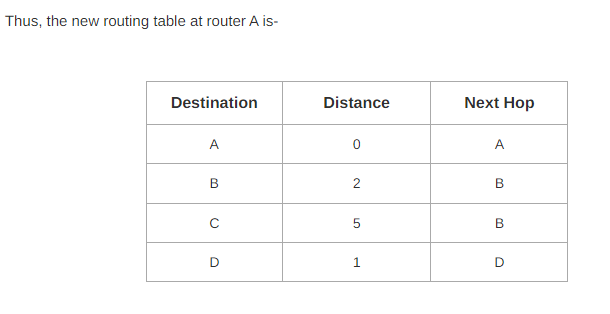 Thus, the new routing table at router A is-
Destination Distance Next Hop
A 0 A
B 2 B
C 5 B
D 1 D